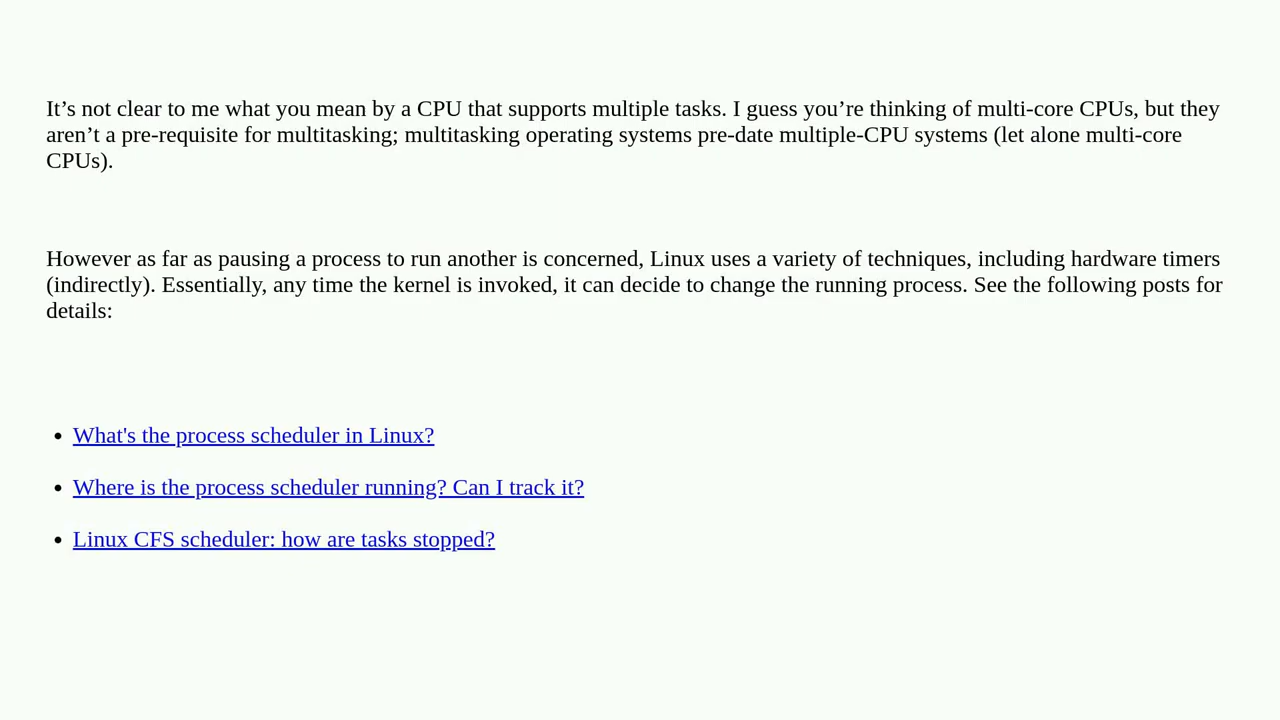 It’s not clear to me what you mean by a CPU that supports multiple tasks. I guess you’re thinking of multi-core CPUs, but they
aren’t a pre-requisite for multitasking; multitasking operating systems pre-date multiple-CPU systems (let alone multi-core
CPUs).
However as far as pausing a process to run another is concerned, Linux uses a variety of techniques, including hardware timers
(indirectly). Essentially, any time the kernel is invoked, it can decide to change the running process. See the following posts for
details:
• What's the process scheduler in Linux?
• Where is the process scheduler running? Can I track it?
• Linux CFS scheduler: how are tasks stopped?